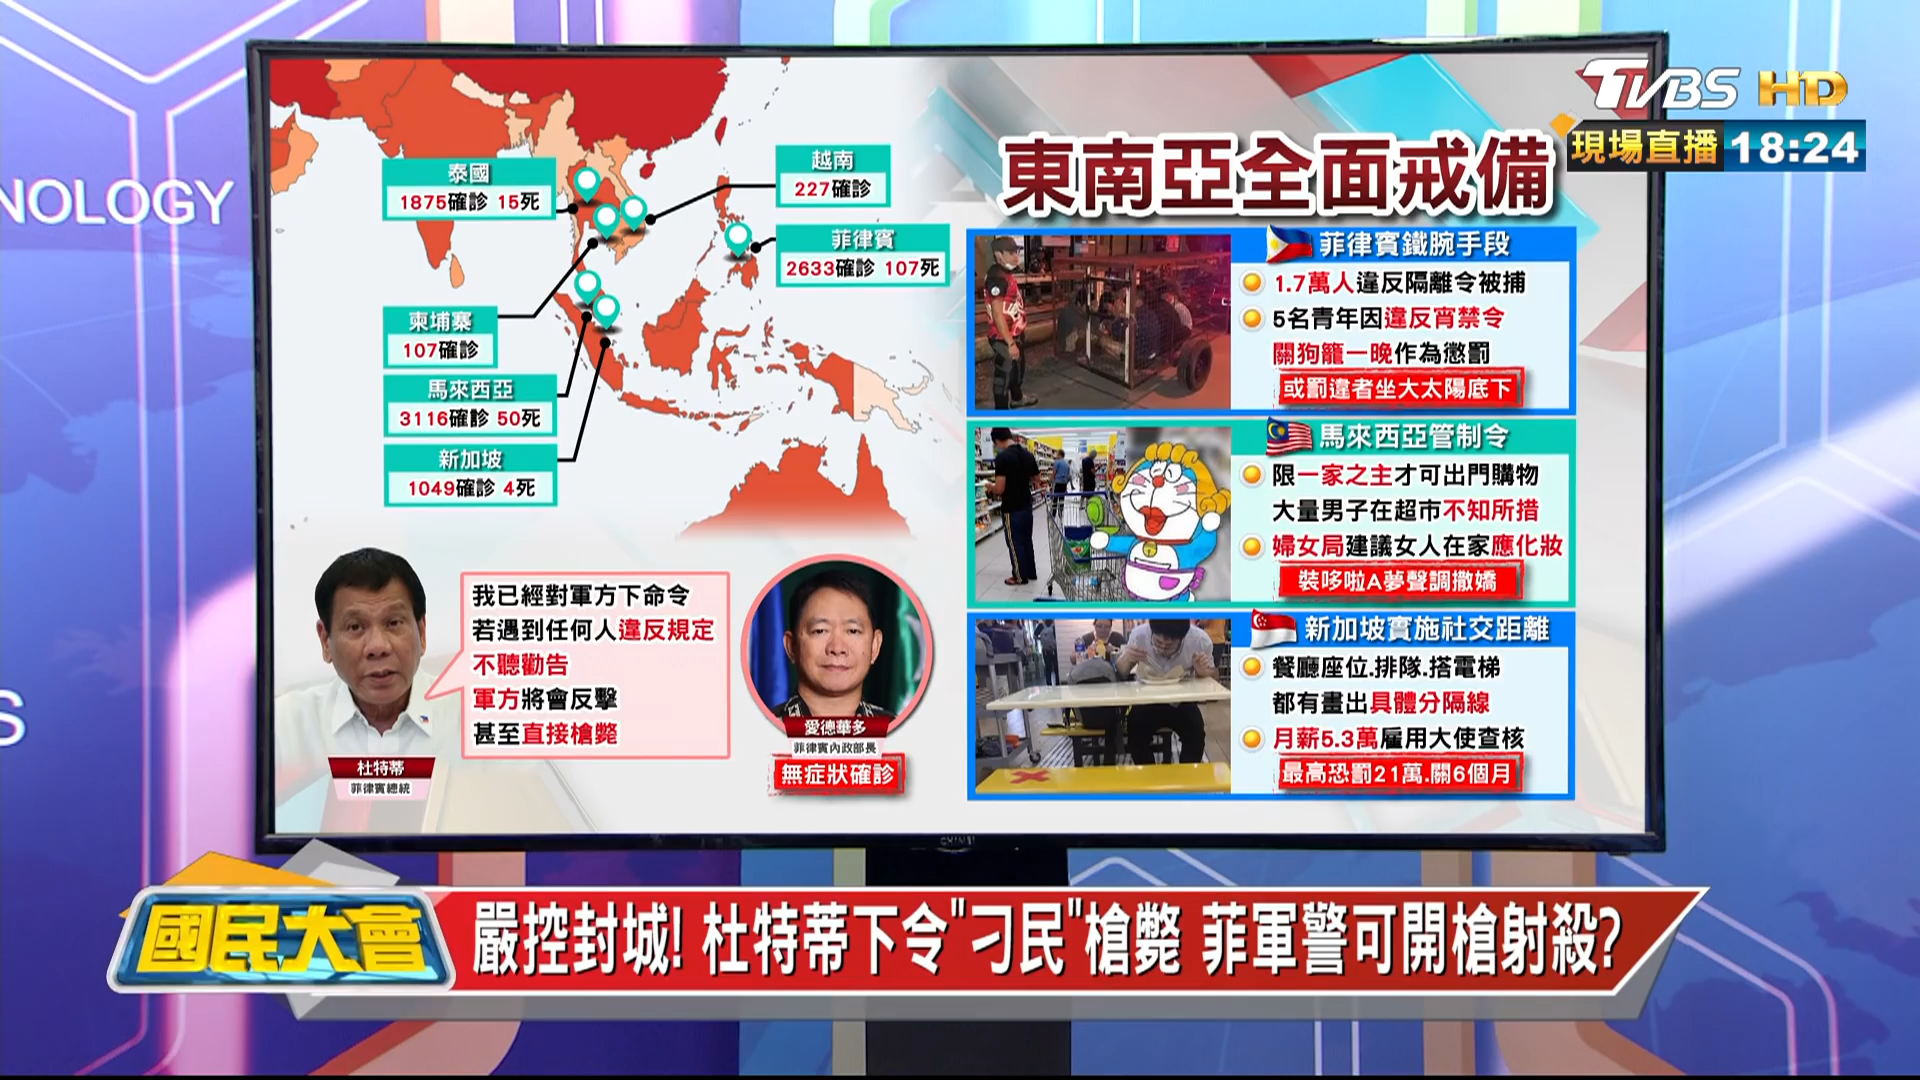 TVBS HD
現場直播 18:24
NOLOGY
S
東南亞全面戒備
泰國
1875確診 15死
越南
227確診
菲律賓
2633確診 107死
柬埔寨
107確診
馬來西亞
3116確診 50死
新加坡
1049確診 4死
我已經對軍方下命令
若遇到任何人違反規定
不聽勸告
軍方將會反擊
甚至直接槍斃
杜特蒂
菲律賓總統
愛德華多
菲律賓內政部長
無症狀確診
菲律賓鐵腕手段
1.7萬人違反隔離令被捕
5名青年因違反宵禁令
關狗籠一晚作為懲罰
或罰違者坐大太陽底下
馬來西亞管制令
限一家之主才可出門購物
大量男子在超市不知所措
婦女局建議女人在家應化妝
裝哆啦A夢聲調撒嬌
新加坡實施社交距離
餐廳座位.排隊.搭電梯
都有畫出具體分隔線
月薪5.3萬雇用大使查核
最高恐罰21萬.關6個月
CHIMEI
國民大會
嚴控封城! 杜特蒂下令"刁民"槍斃 菲軍警可開槍射殺?